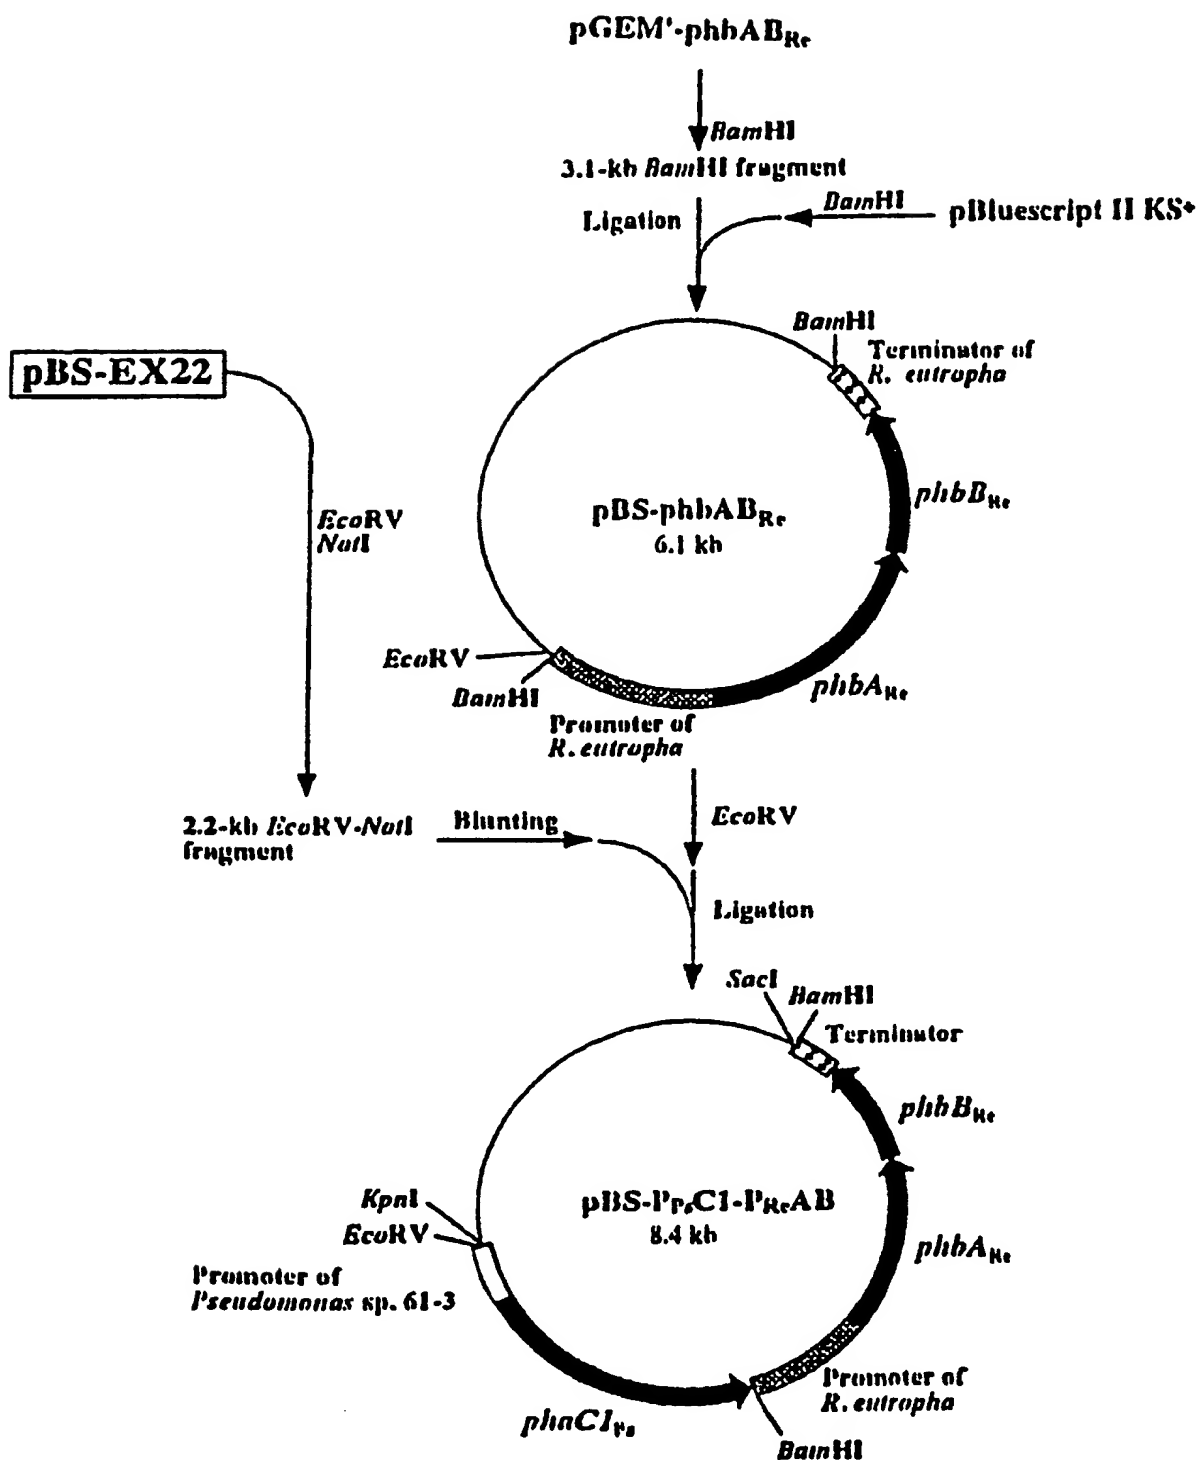 pGEM'-phbABRe
BamHI
3.1-kb BamHI fragment
Ligation
BamHI
pBluescript II KS+
BamHI
Terminator of
R. eutropha
pBS-EX22
EcoRV
NotI
phbBRe
pBS-phbABRe
6.1 kb
EcoRV
BamHI
phbARe
Promoter of
R. eutropha
EcoRV
2.2-kb EcoRV-NotI
fragment
Blunting
Ligation
SacI
BamHI
Terminator
phbBRe
KpnI
EcoRV
pBS-PPsC1-PReAB
8.4 kb
phbARe
Promoter of
Pseudomonas sp. 61-3
Promoter of
R. eutropha
phaC1Ps
BamHI